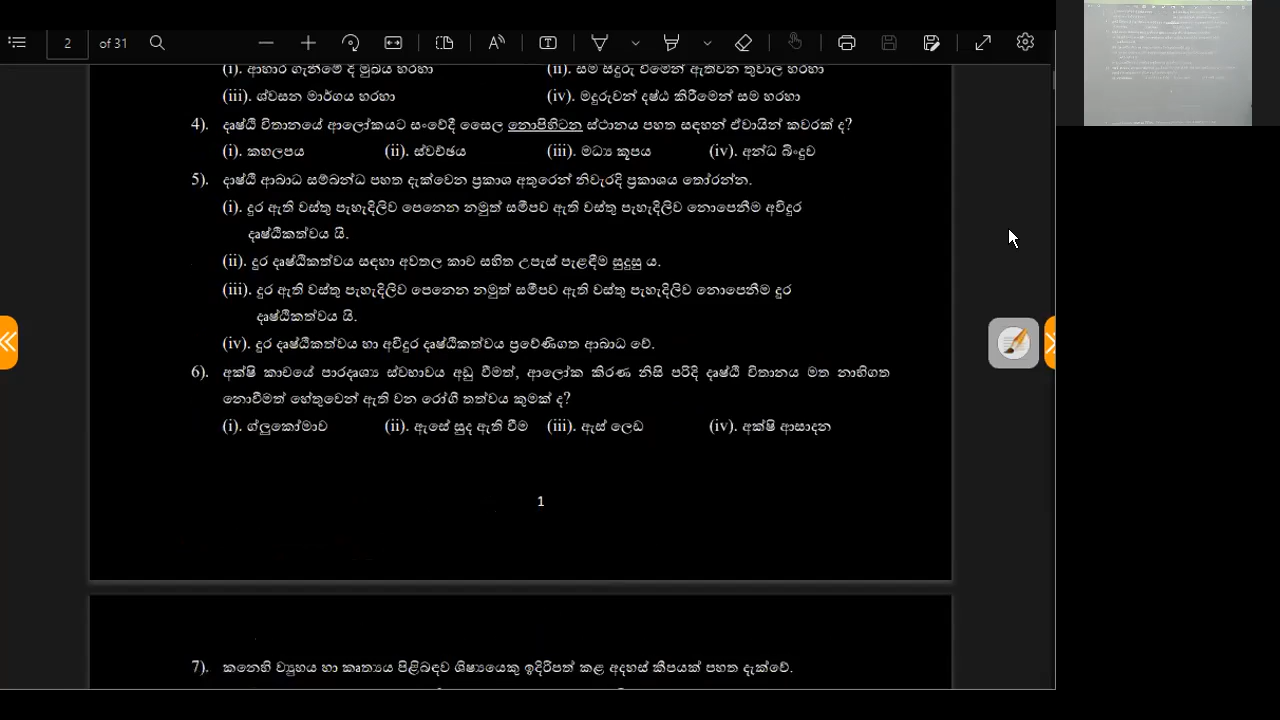 2 of 31
(i). ආහාර ගැනීමේ දී මුඛය හරහා (ii). සම සිදුරු වීමෙන් ඇතිවන තුවාල හරහා
(iii). ශ්වසන මාර්ගය හරහා (iv). මදුරුවන් දෂ්ඨ කිරීමෙන් සම හරහා
4). දෘෂ්ඨි විතානයේ ආලෝකයට සංවේදී සෛල නොපිහිටන ස්ථානය පහත සඳහන් ඒවායින් කවරක් ද?
(i). කහලපය (ii). ස්වච්ඡය (iii). මධ්‍ය කූපය (iv). අන්ධ බිංදුව
5). දෘෂ්ඨි ආබාධ සම්බන්ධ පහත දැක්වෙන ප්‍රකාශ අතුරෙන් නිවැරදි ප්‍රකාශය තෝරන්න.
(i). දුර ඇති වස්තු පැහැදිලිව පෙනෙන නමුත් සමීපව ඇති වස්තු පැහැදිලිව නොපෙනීම අවිදුර
දෘෂ්ඨිකත්වය යි.
(ii). දුර දෘෂ්ඨිකත්වය සඳහා අවතල කාච සහිත උපැස් පැළඳීම සුදුසු ය.
(iii). දුර ඇති වස්තු පැහැදිලිව පෙනෙන නමුත් සමීපව ඇති වස්තු පැහැදිලිව නොපෙනීම දුර
දෘෂ්ඨිකත්වය යි.
(iv). දුර දෘෂ්ඨිකත්වය හා අවිදුර දෘෂ්ඨිකත්වය ප්‍රවේණිගත ආබාධ වේ.
6). අක්ෂි කාචයේ පාරදෘශ්‍ය ස්වභාවය අඩු වීමත්, ආලෝක කිරණ නිසි පරිදි දෘෂ්ඨි විතානය මත නාභිගත
නොවීමත් හේතුවෙන් ඇති වන රෝගී තත්වය කුමක් ද?
(i). ග්ලුකෝමාව (ii). ඇසේ සුද ඇති වීම (iii). ඇස් ලෙඩ (iv). අක්ෂි ආසාදන
1
7). කනෙහි ව්‍යුහය හා කෘත්‍යය පිළිබඳව ශිෂ්‍යයෙකු ඉදිරිපත් කළ අදහස් කීපයක් පහත දැක්වේ.